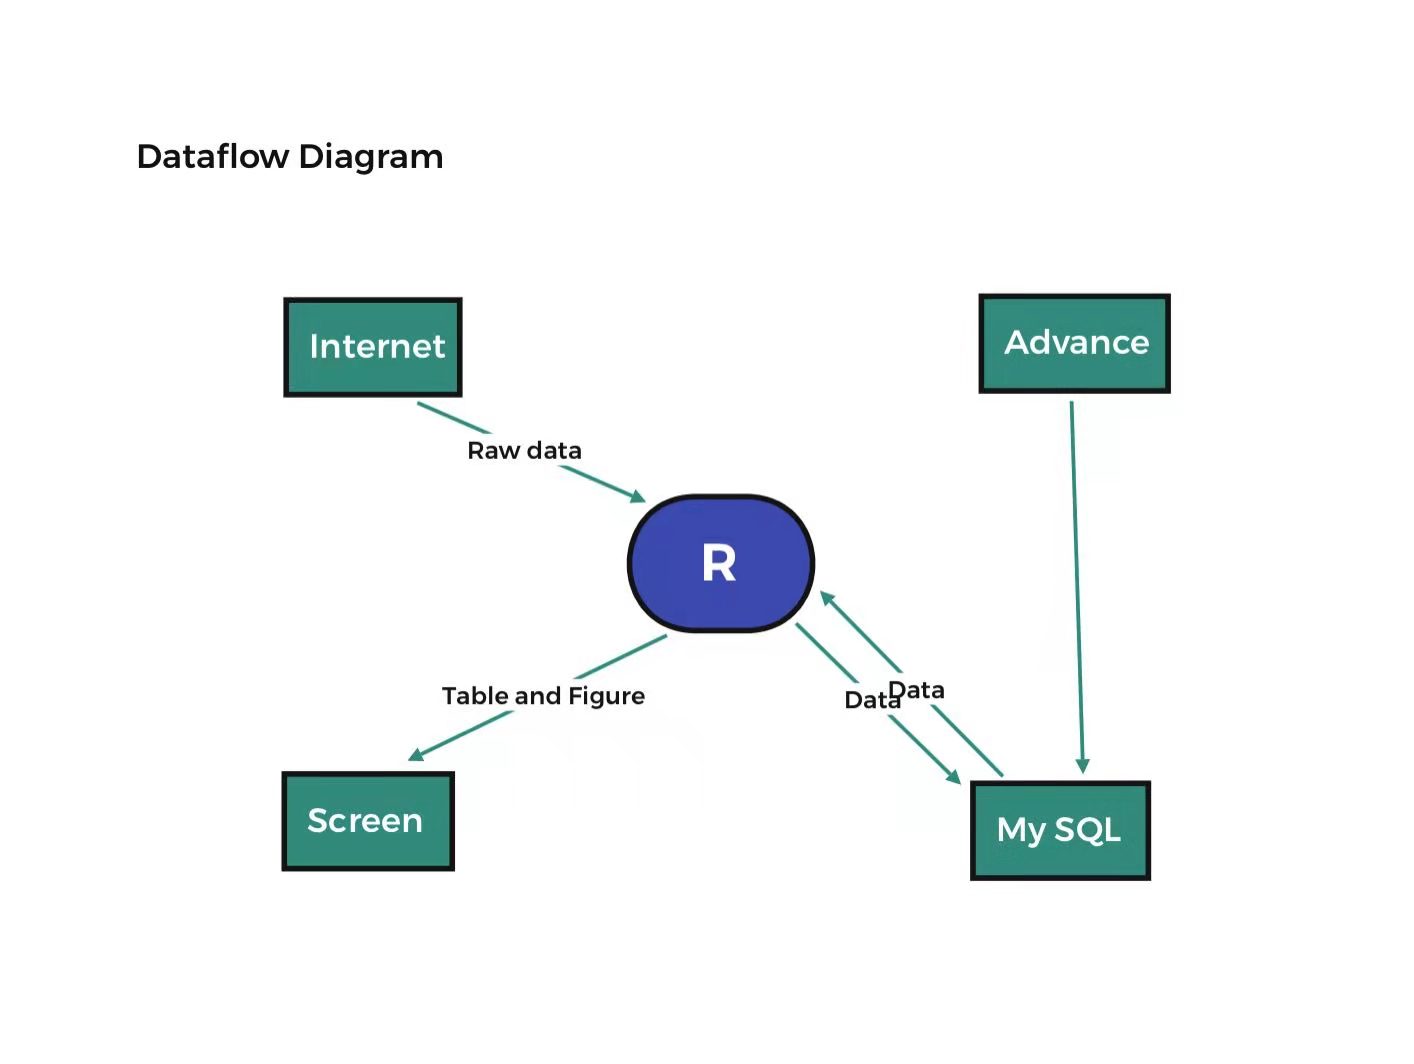 Dataflow Diagram
Internet
Advance
Raw data
R
Table and Figure
Data
Data
Screen
My SQL